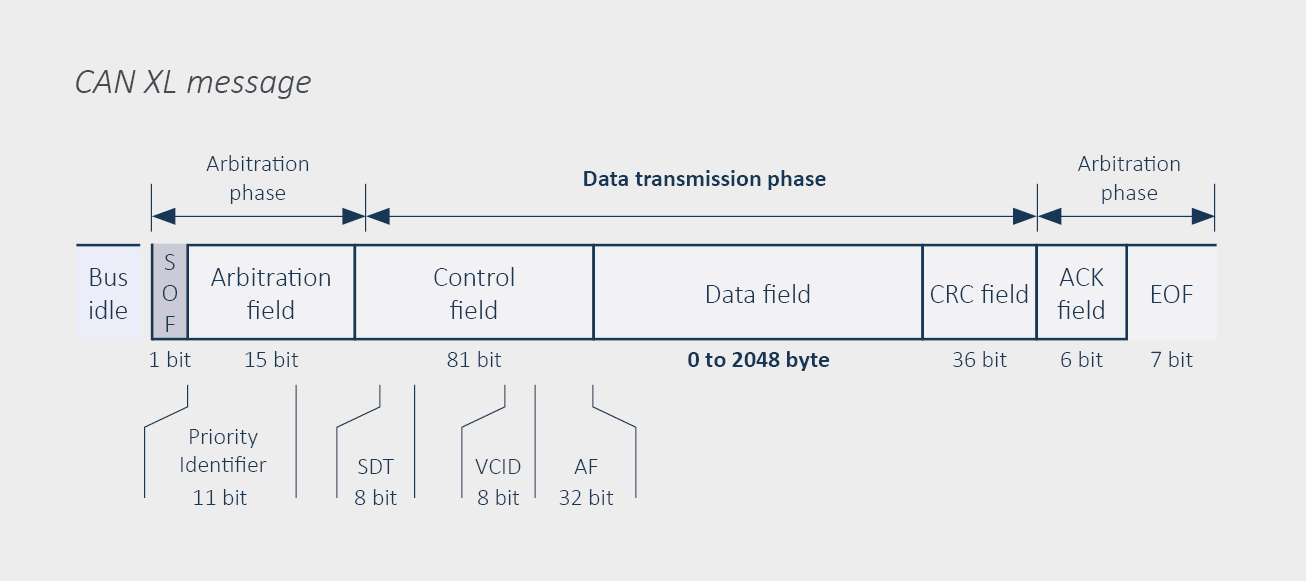 CAN XL message
Arbitration
phase
Data transmission phase
Arbitration
phase
Bus
idle
S
O
F
Arbitration
field
Control
field
Data field
CRC field
ACK
field
EOF
1 bit
15 bit
81 bit
0 to 2048 byte
36 bit
6 bit
7 bit
Priority
Identifier
11 bit
SDT
8 bit
VCID
8 bit
AF
32 bit